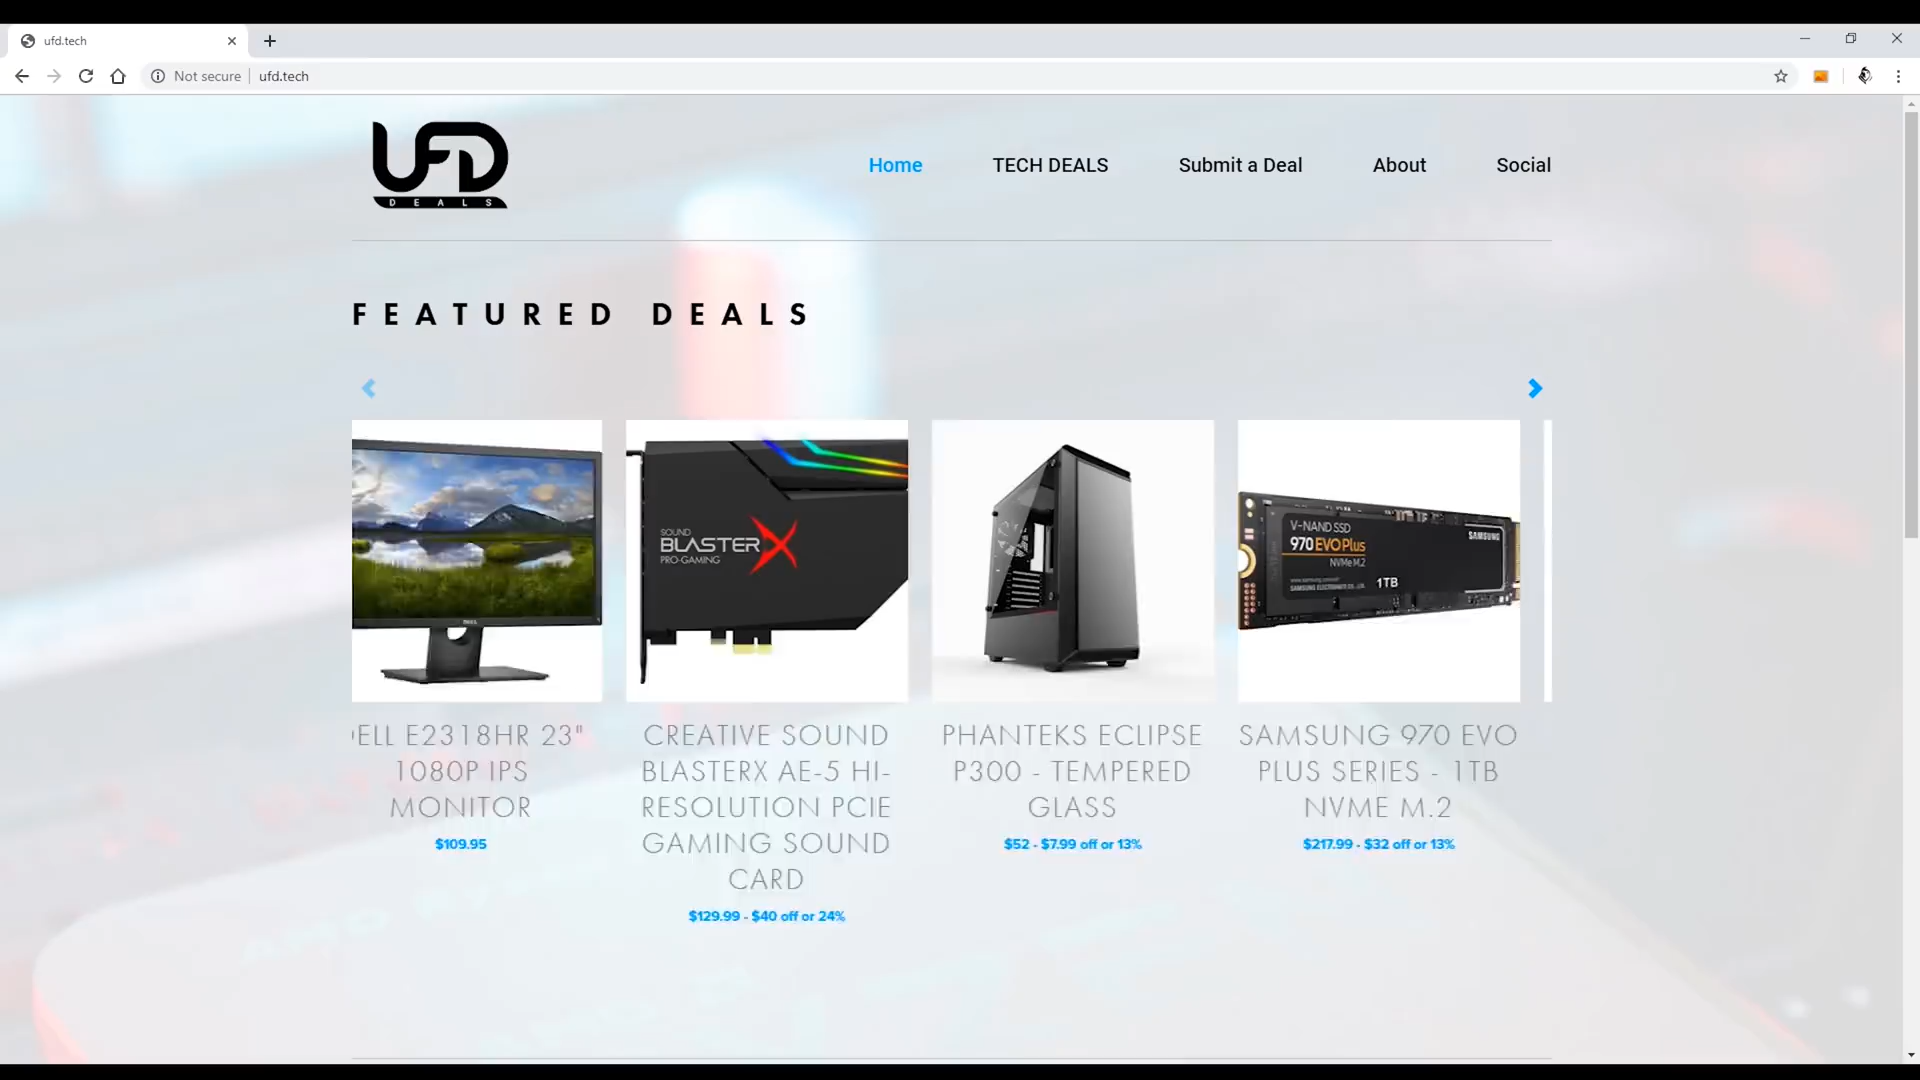 ufd.tech
Not secure
ufd.tech
UFD
DEALS
Home
TECH DEALS
Submit a Deal
About
Social
FEATURED DEALS
DELL
SOUND
BLASTERX
PRO-GAMING
V-NAND SSD
970 EVO Plus
NVMe M.2
SAMSUNG
1TB
ELL E2318HR 23"
1080P IPS
MONITOR
$109.95
CREATIVE SOUND
BLASTERX AE-5 HI-
RESOLUTION PCIE
GAMING SOUND
CARD
$129.99 - $40 off or 24%
PHANTEKS ECLIPSE
P300 - TEMPERED
GLASS
$52 - $7.99 off or 13%
SAMSUNG 970 EVO
PLUS SERIES - 1TB
NVME M.2
$217.99 - $32 off or 13%